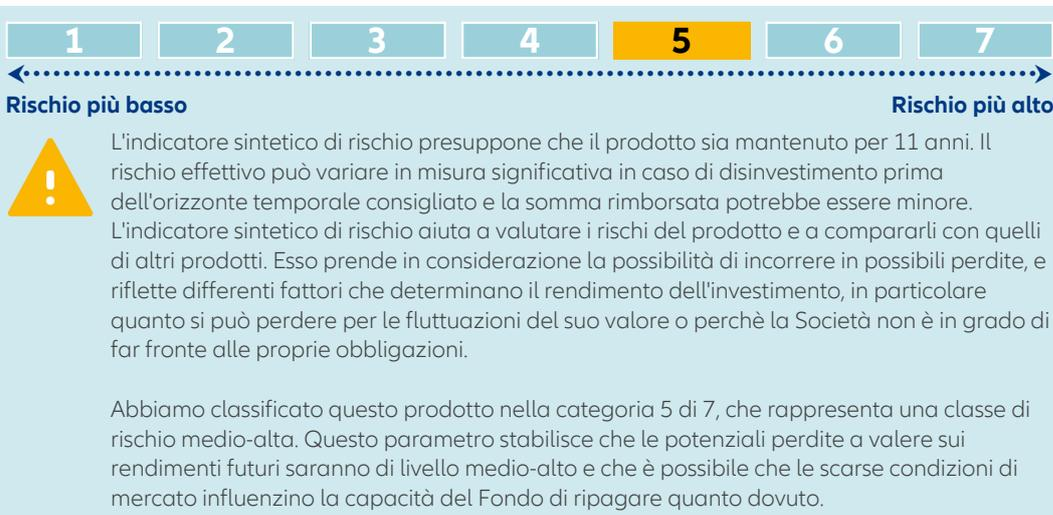 1 2 3 4 5 6 7
Rischio più basso Rischio più alto
L'indicatore sintetico di rischio presuppone che il prodotto sia mantenuto per 11 anni. Il
rischio effettivo può variare in misura significativa in caso di disinvestimento prima
dell'orizzonte temporale consigliato e la somma rimborsata potrebbe essere minore.
L'indicatore sintetico di rischio aiuta a valutare i rischi del prodotto e a compararli con quelli
di altri prodotti. Esso prende in considerazione la possibilità di incorrere in possibili perdite, e
riflette differenti fattori che determinano il rendimento dell'investimento, in particolare
quanto si può perdere per le fluttuazioni del suo valore o perchè la Società non è in grado di
far fronte alle proprie obbligazioni.
Abbiamo classificato questo prodotto nella categoria 5 di 7, che rappresenta una classe di
rischio medio-alta. Questo parametro stabilisce che le potenziali perdite a valere sui
rendimenti futuri saranno di livello medio-alto e che è possibile che le scarse condizioni di
mercato influenzino la capacità del Fondo di ripagare quanto dovuto.